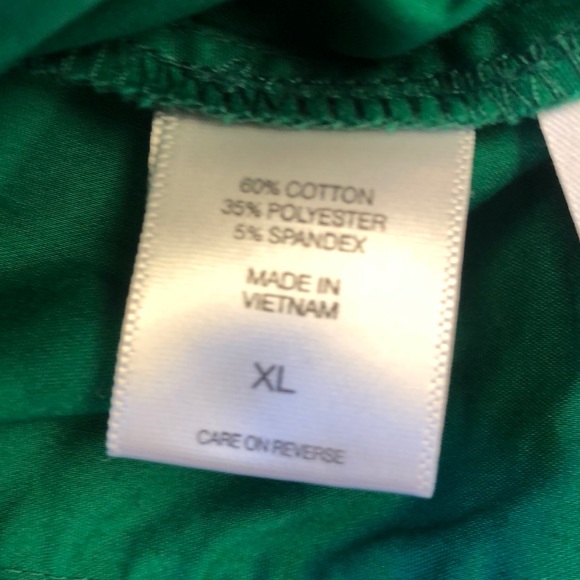 60% COTTON
35% POLYESTER
5% SPANDEX
MADE IN
VIETNAM
XL
CARE ON REVERSE